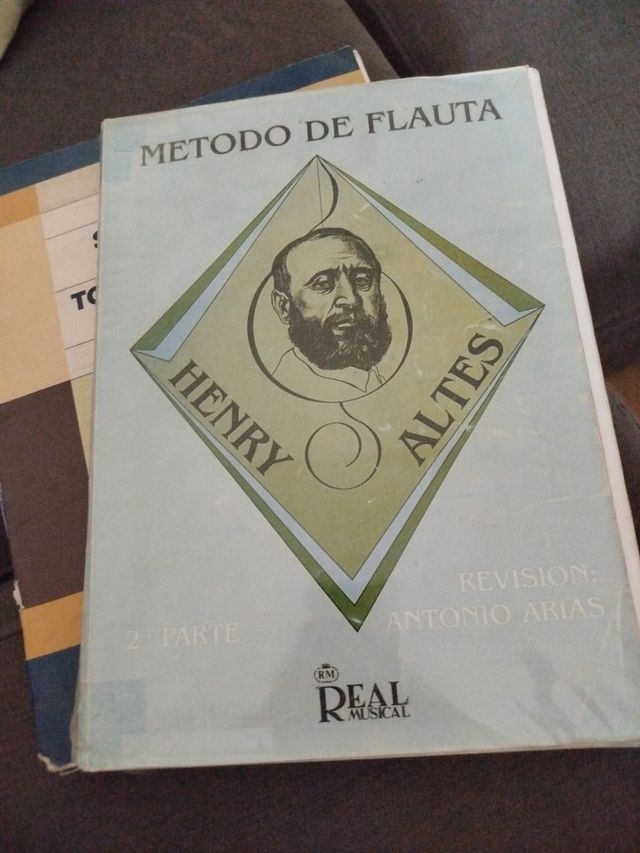 METODO DE FLAUTA
HENRY
ALTES
REVISION:
ANTONIO ARIAS
2ª PARTE
RM
REAL
MUSICAL
S
TO